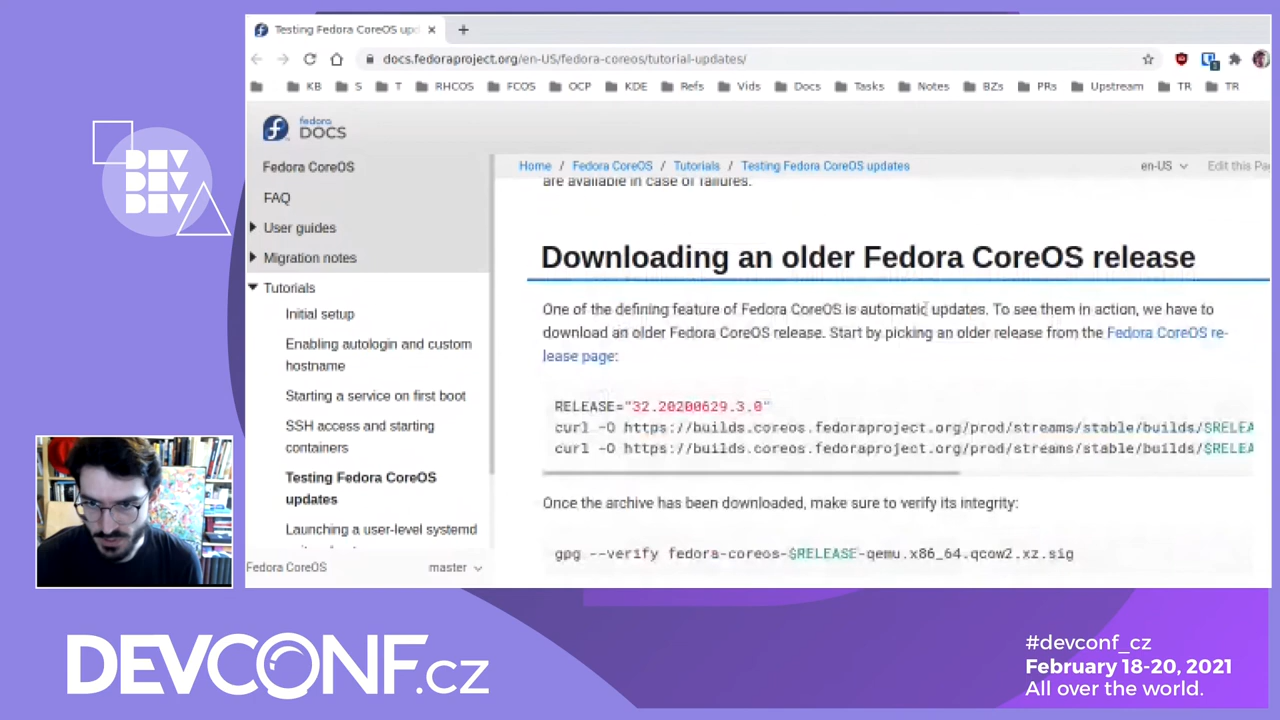 Testing Fedora CoreOS upd
docs.fedoraproject.org/en-US/fedora-coreos/tutorial-updates/
KB S T RHCOS FCOS OCP KDE Refs Vids Docs Tasks Notes BZs PRs Upstream TR TR
fedora
DOCS
Fedora CoreOS
FAQ
User guides
Migration notes
Tutorials
Initial setup
Enabling autologin and custom
hostname
Starting a service on first boot
SSH access and starting
containers
Testing Fedora CoreOS
updates
Launching a user-level systemd
Fedora CoreOS master
Home / Fedora CoreOS / Tutorials / Testing Fedora CoreOS updates en-US Edit this Pa
are available in case of failures.
Downloading an older Fedora CoreOS release
One of the defining feature of Fedora CoreOS is automatic updates. To see them in action, we have to
download an older Fedora CoreOS release. Start by picking an older release from the Fedora CoreOS re-
lease page:
RELEASE="32.20200629.3.0"
curl -O https://builds.coreos.fedoraproject.org/prod/streams/stable/builds/$RELEA
curl -O https://builds.coreos.fedoraproject.org/prod/streams/stable/builds/$RELEA
Once the archive has been downloaded, make sure to verify its integrity:
gpg --verify fedora-coreos-$RELEASE-qemu.x86_64.qcow2.xz.sig
DEV
DEV
DEV
DEVCONF.cz
#devconf_cz
February 18-20, 2021
All over the world.